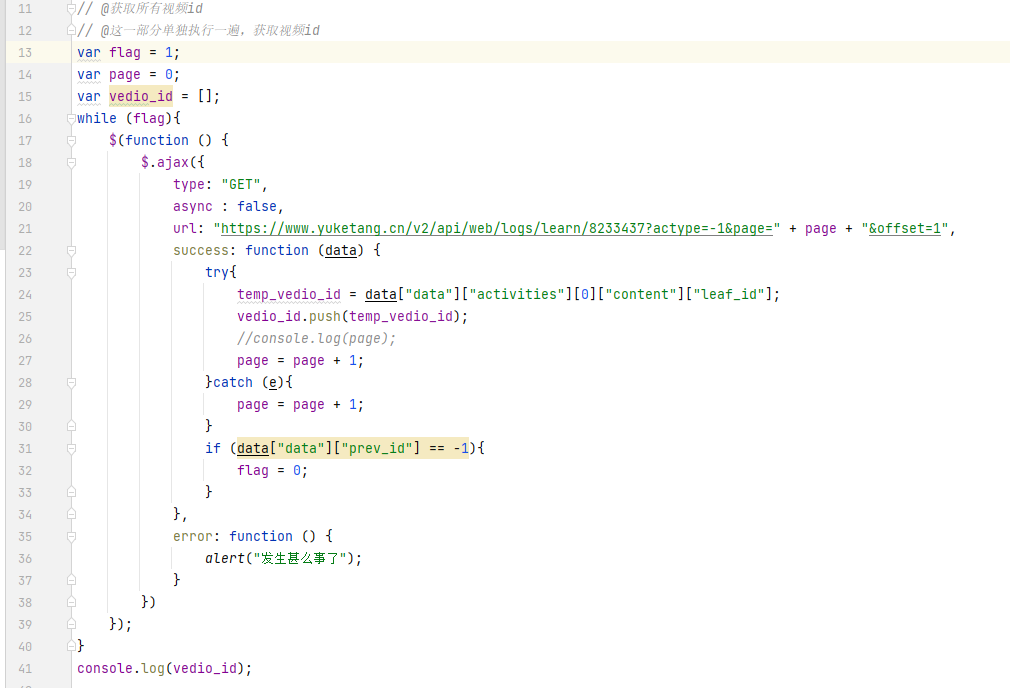 11 // @获取所有视频id
12 // @这一部分单独执行一遍，获取视频id
13 var flag = 1;
14 var page = 0;
15 var vedio_id = [];
16 while (flag){
17 $(function () {
18 $.ajax({
19 type: "GET",
20 async : false,
21 url: "https://www.yuketang.cn/v2/api/web/logs/learn/8233437?actype=-1&page=" + page + "&offset=1",
22 success: function (data) {
23 try{
24 temp_vedio_id = data["data"]["activities"][0]["content"]["leaf_id"];
25 vedio_id.push(temp_vedio_id);
26 //console.log(page);
27 page = page + 1;
28 }catch (e){
29 page = page + 1;
30 }
31 if (data["data"]["prev_id"] == -1){
32 flag = 0;
33 }
34 },
35 error: function () {
36 alert("发生甚么事了");
37 }
38 })
39 });
40 }
41 console.log(vedio_id);